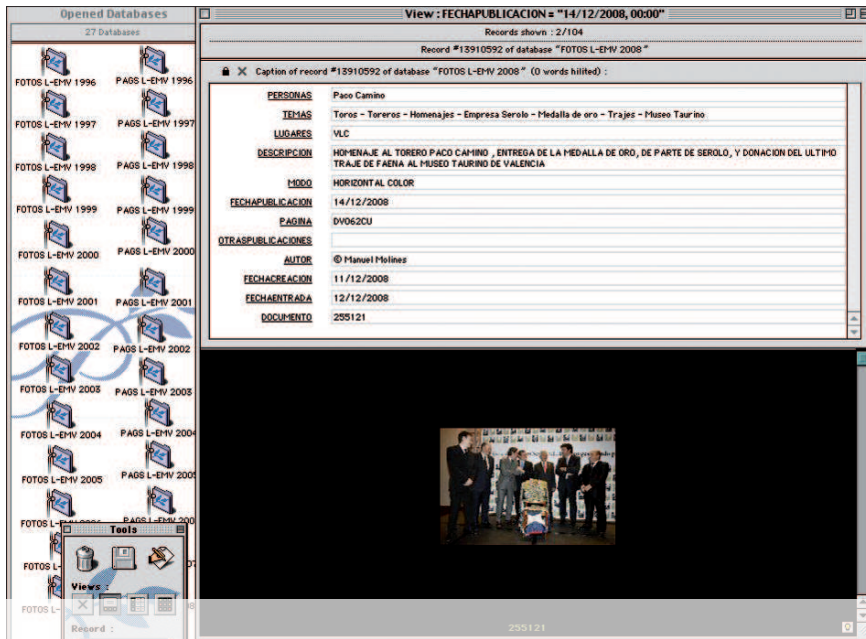 Opened Databases
27 Databases
FOTOS L-EMV 1996
PAGS L-EMV 1996
FOTOS L-EMV 1997
PAGS L-EMV 1997
FOTOS L-EMV 1998
PAGS L-EMV 1998
FOTOS L-EMV 1999
PAGS L-EMV 1999
FOTOS L-EMV 2000
PAGS L-EMV 2000
FOTOS L-EMV 2001
PAGS L-EMV 2001
FOTOS L-EMV 2002
PAGS L-EMV 2002
FOTOS L-EMV 2003
PAGS L-EMV 2003
FOTOS L-EMV 2004
PAGS L-EMV 2004
FOTOS L-EMV 2005
PAGS L-EMV 2005
Tools
Views :
Record :
View : FECHAPUBLICACION = "14/12/2008, 00:00"
Records shown : 2/104
Record #13910592 of database "FOTOS L-EMV 2008"
Caption of record #13910592 of database "FOTOS L-EMV 2008" (0 words hilited) :
PERSONAS Paco Camino
TEMAS Toros - Toreros - Homenajes - Empresa Serolo - Medalla de oro - Trajes - Museo Taurino
LUGARES VLC
DESCRIPCION HOMENAJE AL TORERO PACO CAMINO , ENTREGA DE LA MEDALLA DE ORO, DE PARTE DE SEROLO, Y DONACION DEL ULTIMO
TRAJE DE FAENA AL MUSEO TAURINO DE VALENCIA
MODO HORIZONTAL COLOR
FECHAPUBLICACION 14/12/2008
PAGINA DV062CU
OTRASPUBLICACIONES
AUTOR © Manuel Molines
FECHACREACION 11/12/2008
FECHAENTRADA 12/12/2008
DOCUMENTO 255121
255121